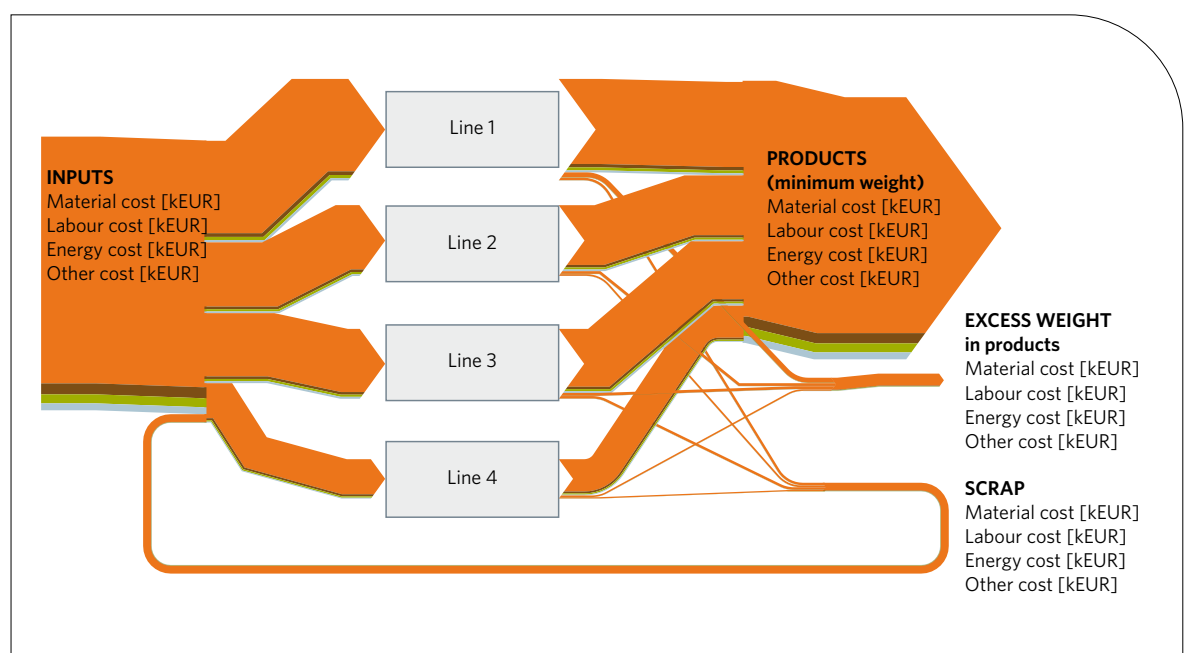 INPUTS
Material cost [kEUR]
Labour cost [kEUR]
Energy cost [kEUR]
Other cost [kEUR]
Line 1
Line 2
Line 3
Line 4
PRODUCTS
(minimum weight)
Material cost [kEUR]
Labour cost [kEUR]
Energy cost [kEUR]
Other cost [kEUR]
EXCESS WEIGHT
in products
Material cost [kEUR]
Labour cost [kEUR]
Energy cost [kEUR]
Other cost [kEUR]
SCRAP
Material cost [kEUR]
Labour cost [kEUR]
Energy cost [kEUR]
Other cost [kEUR]